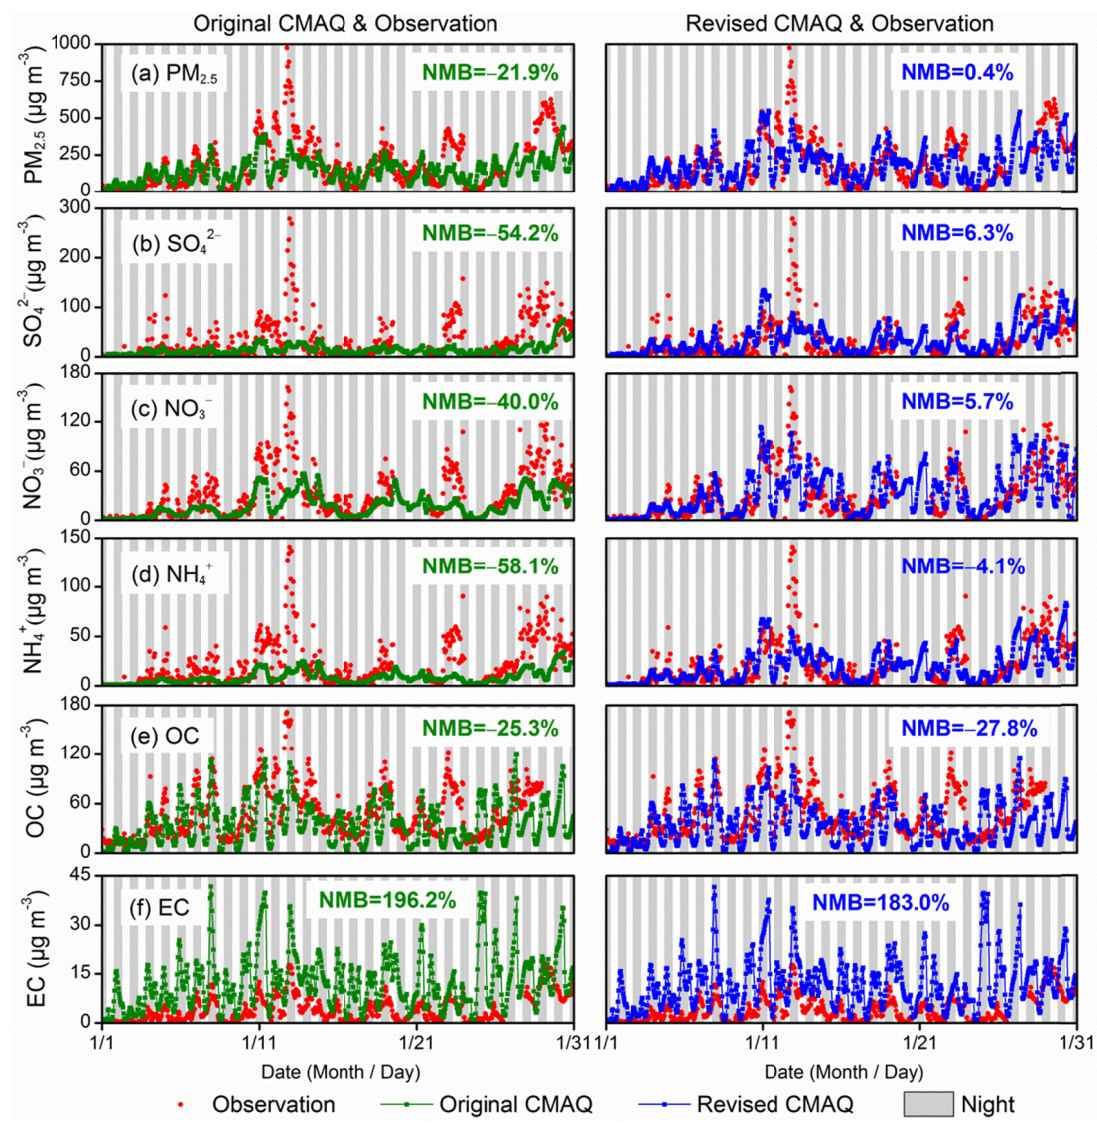 Original CMAQ & Observation
Revised CMAQ & Observation
PM2.5 (µg m−3)
1000
750
500
250
0
(a) PM2.5
NMB=−21.9%
NMB=0.4%
SO42− (µg m−3)
300
200
100
0
(b) SO42−
NMB=−54.2%
NMB=6.3%
NO3− (µg m−3)
180
120
60
0
(c) NO3−
NMB=−40.0%
NMB=5.7%
NH4+ (µg m−3)
150
100
50
0
(d) NH4+
NMB=−58.1%
NMB=−4.1%
OC (µg m−3)
180
120
60
0
(e) OC
NMB=−25.3%
NMB=−27.8%
EC (µg m−3)
45
30
15
0
(f) EC
NMB=196.2%
NMB=183.0%
1/1
1/11
1/21
1/31
1/1
1/11
1/21
1/31
Date (Month / Day)
Date (Month / Day)
Observation
Original CMAQ
Revised CMAQ
Night